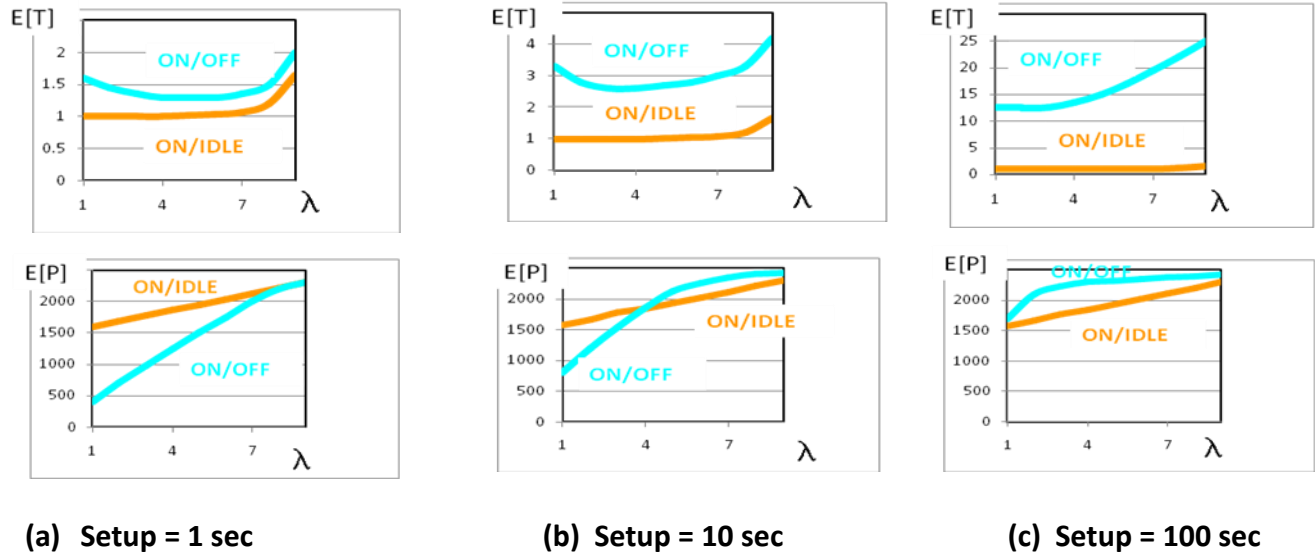 E[T]
2
1.5
1
0.5
0
ON/OFF
ON/IDLE
1 4 7 λ
E[T]
4
3
2
1
0
ON/OFF
ON/IDLE
1 4 7 λ
E[T]
25
20
15
10
5
0
ON/OFF
ON/IDLE
1 4 7 λ
E[P]
2000
1500
1000
500
0
ON/IDLE
ON/OFF
1 4 7 λ
E[P]
2000
1500
1000
500
0
ON/IDLE
ON/OFF
1 4 7 λ
E[P]
2000
1500
1000
500
0
ON/OFF
ON/IDLE
1 4 7 λ
(a) Setup = 1 sec
(b) Setup = 10 sec
(c) Setup = 100 sec